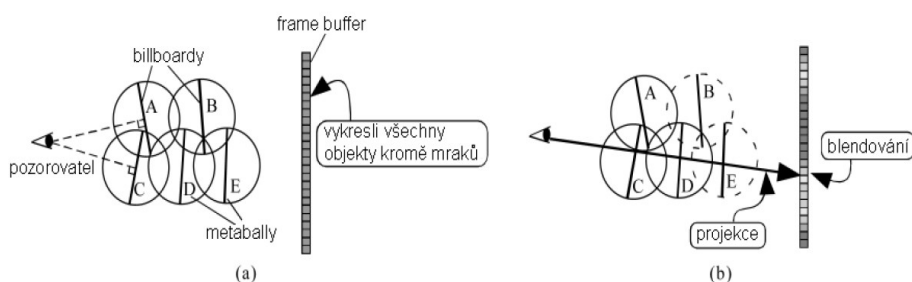 frame buffer
billboardy
A
B
vykresli všechny
objekty kromě mraků
pozorovatel
C
D
E
metabally
(a)
A
B
C
D
E
blendování
projekce
(b)